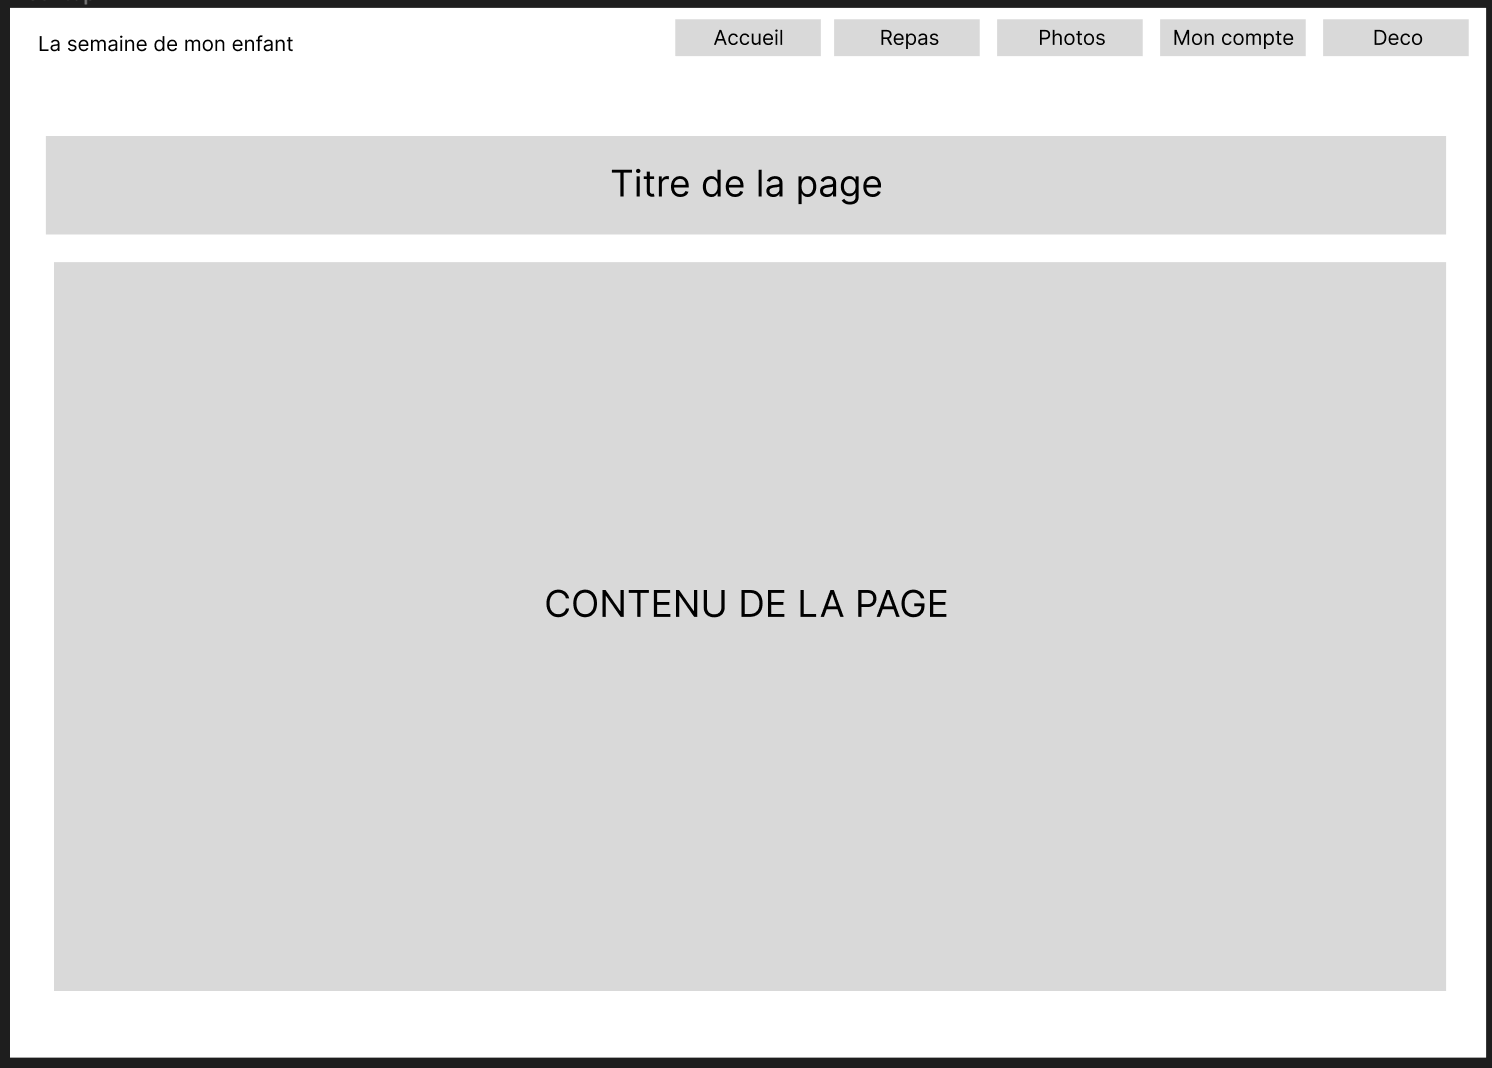 La semaine de mon enfant
Accueil
Repas
Photos
Mon compte
Deco
Titre de la page
CONTENU DE LA PAGE